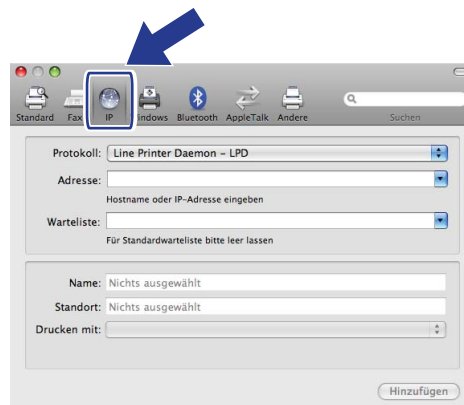 Standard Fax IP Windows Bluetooth AppleTalk Andere Suchen
Protokoll: Line Printer Daemon – LPD
Adresse:
Hostname oder IP-Adresse eingeben
Warteliste:
Für Standardwarteliste bitte leer lassen
Name: Nichts ausgewählt
Standort: Nichts ausgewählt
Drucken mit:
Hinzufügen